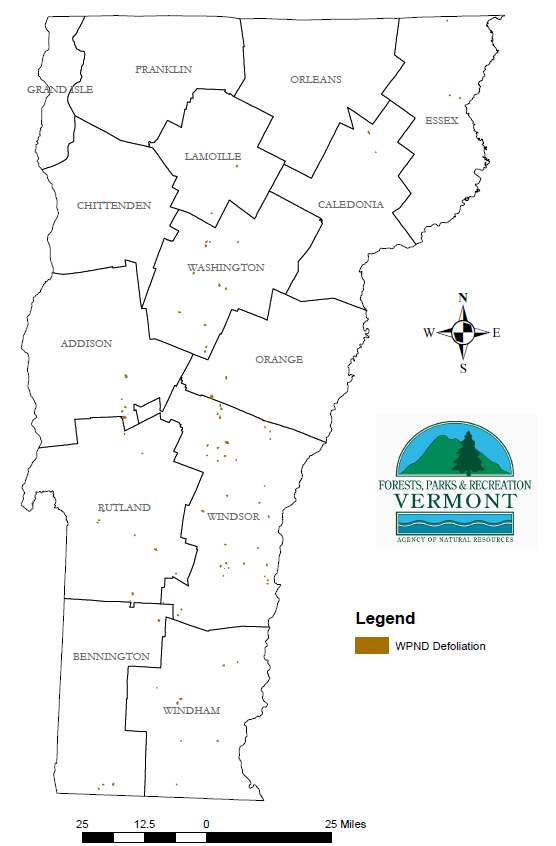 FRANKLIN
ORLEANS
GRAND ISLE
ESSEX
LAMOILLE
CHITTENDEN
CALEDONIA
WASHINGTON
N
W E
S
ADDISON
ORANGE
FORESTS, PARKS & RECREATION
VERMONT
AGENCY OF NATURAL RESOURCES
RUTLAND
WINDSOR
Legend
WPND Defoliation
BENNINGTON
WINDHAM
25 12.5 0 25 Miles